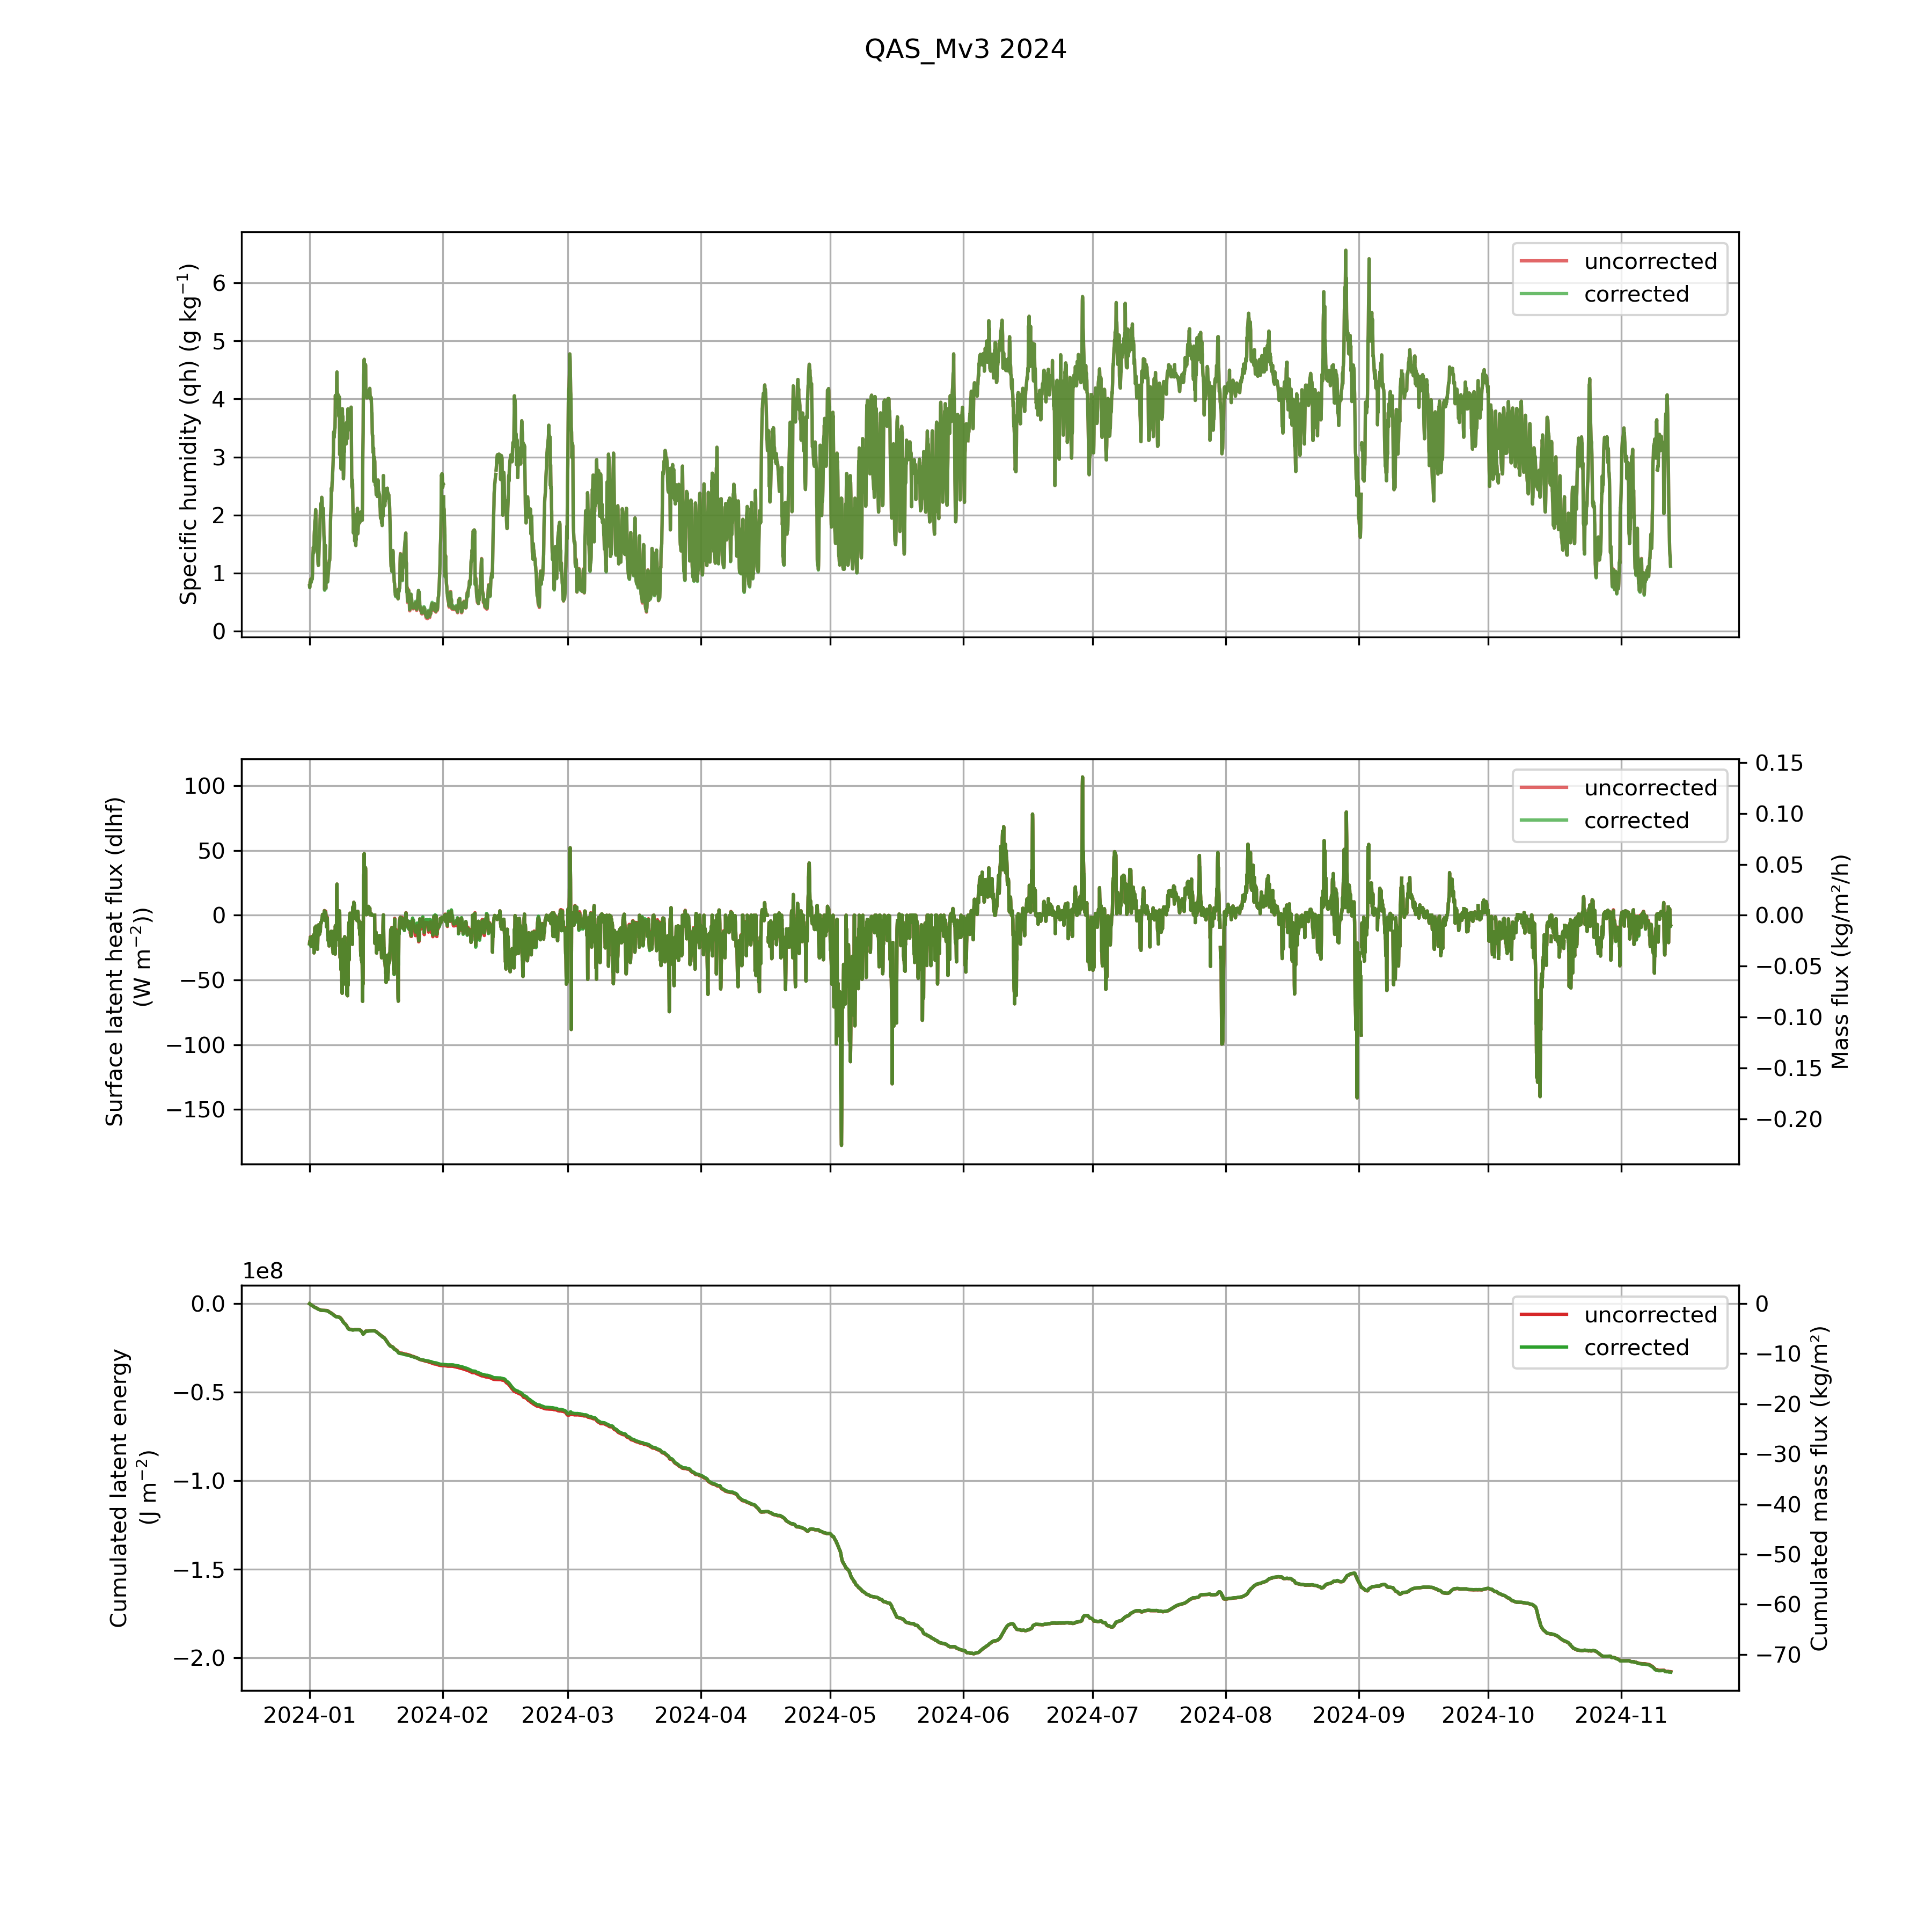 QAS_Mv3 2024
Specific humidity (qh) (g kg⁻¹)
6
5
4
3
2
1
0
uncorrected
corrected
Surface latent heat flux (dlhf)
(W m⁻²))
100
50
0
−50
−100
−150
uncorrected
corrected
0.15
0.10
0.05
0.00
−0.05
−0.10
−0.15
−0.20
Mass flux (kg/m²/h)
1e8
Cumulated latent energy
(J m⁻²)
0.0
−0.5
−1.0
−1.5
−2.0
uncorrected
corrected
0
−10
−20
−30
−40
−50
−60
−70
Cumulated mass flux (kg/m²)
2024-01 2024-02 2024-03 2024-04 2024-05 2024-06 2024-07 2024-08 2024-09 2024-10 2024-11